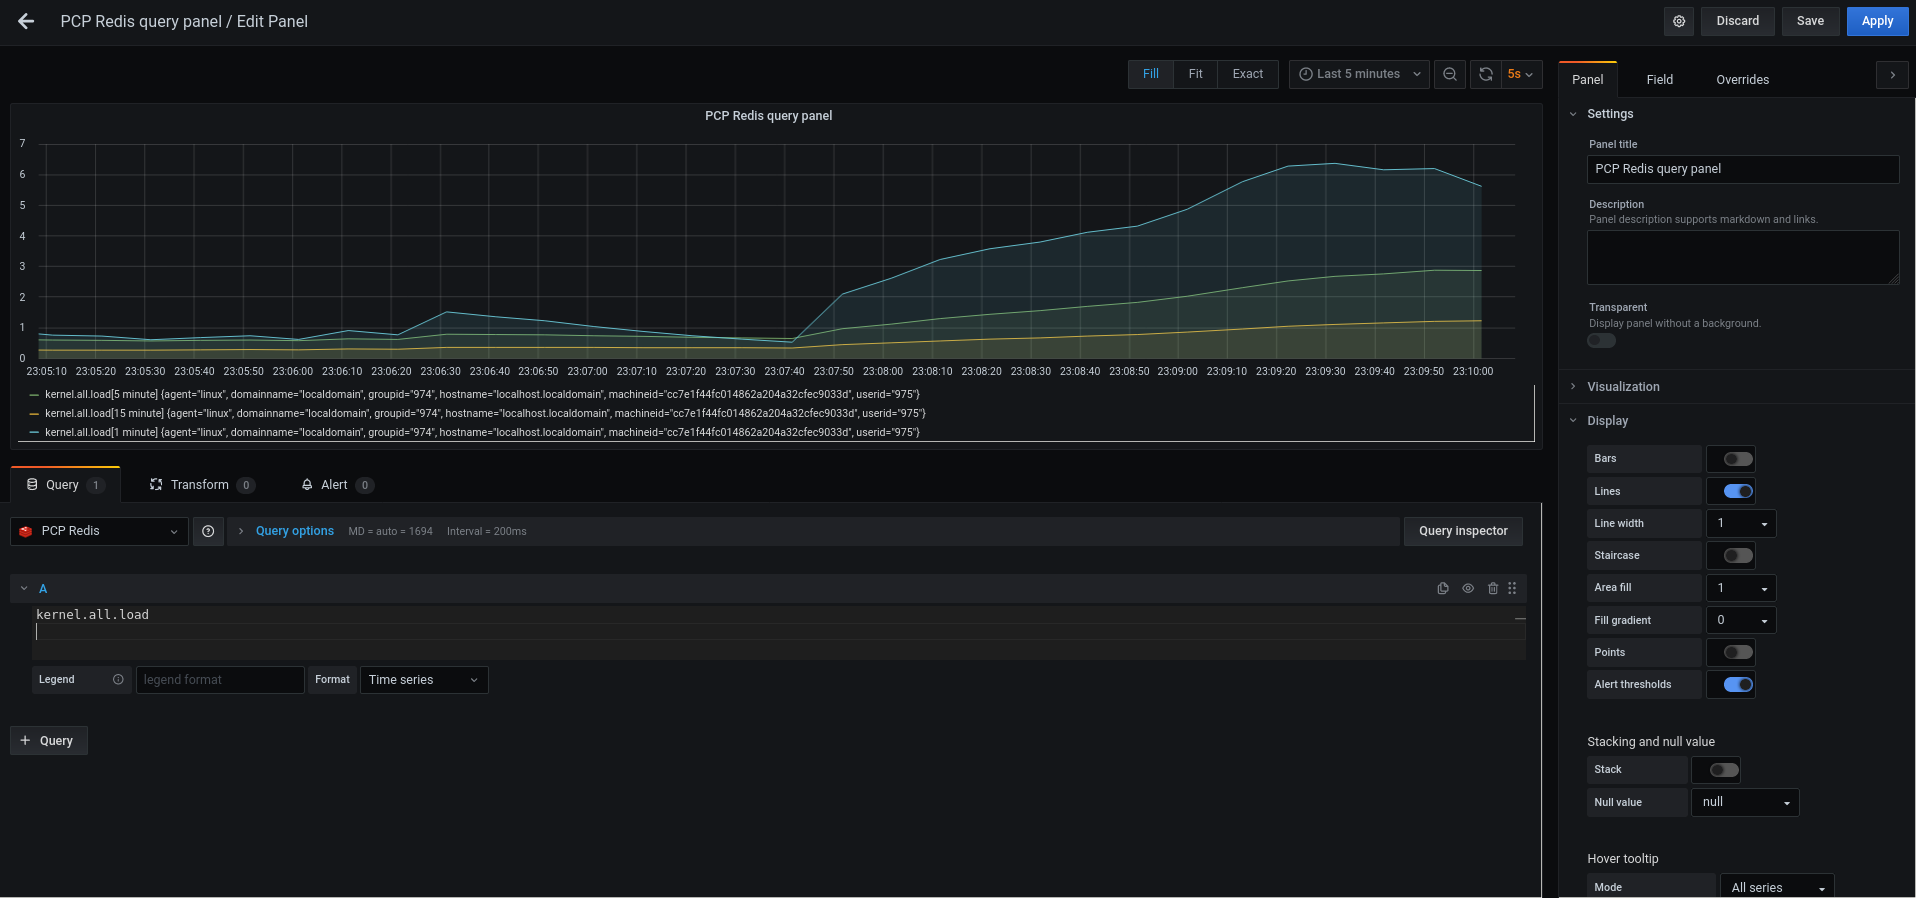 PCP Redis query panel / Edit Panel
Discard
Save
Apply
Fill
Fit
Exact
Last 5 minutes
5s
Panel
Field
Overrides
PCP Redis query panel
7
6
5
4
3
2
1
0
23:05:10 23:05:20 23:05:30 23:05:40 23:05:50 23:06:00 23:06:10 23:06:20 23:06:30 23:06:40 23:06:50 23:07:00 23:07:10 23:07:20 23:07:30 23:07:40 23:07:50 23:08:00 23:08:10 23:08:20 23:08:30 23:08:40 23:08:50 23:09:00 23:09:10 23:09:20 23:09:30 23:09:40 23:09:50 23:10:00
kernel.all.load[5 minute] {agent="linux", domainname="localdomain", groupid="974", hostname="localhost.localdomain", machineid="cc7e1f44fc014862a204a32cfec9033d", userid="975"}
kernel.all.load[15 minute] {agent="linux", domainname="localdomain", groupid="974", hostname="localhost.localdomain", machineid="cc7e1f44fc014862a204a32cfec9033d", userid="975"}
kernel.all.load[1 minute] {agent="linux", domainname="localdomain", groupid="974", hostname="localhost.localdomain", machineid="cc7e1f44fc014862a204a32cfec9033d", userid="975"}
Query 1
Transform 0
Alert 0
PCP Redis
Query options
MD = auto = 1694
Interval = 200ms
Query inspector
A
kernel.all.load
Legend
legend format
Format
Time series
+ Query
Settings
Panel title
PCP Redis query panel
Description
Panel description supports markdown and links.
Transparent
Display panel without a background.
Visualization
Display
Bars
Lines
Line width 1
Staircase
Area fill 1
Fill gradient 0
Points
Alert thresholds
Stacking and null value
Stack
Null value null
Hover tooltip
Mode All series